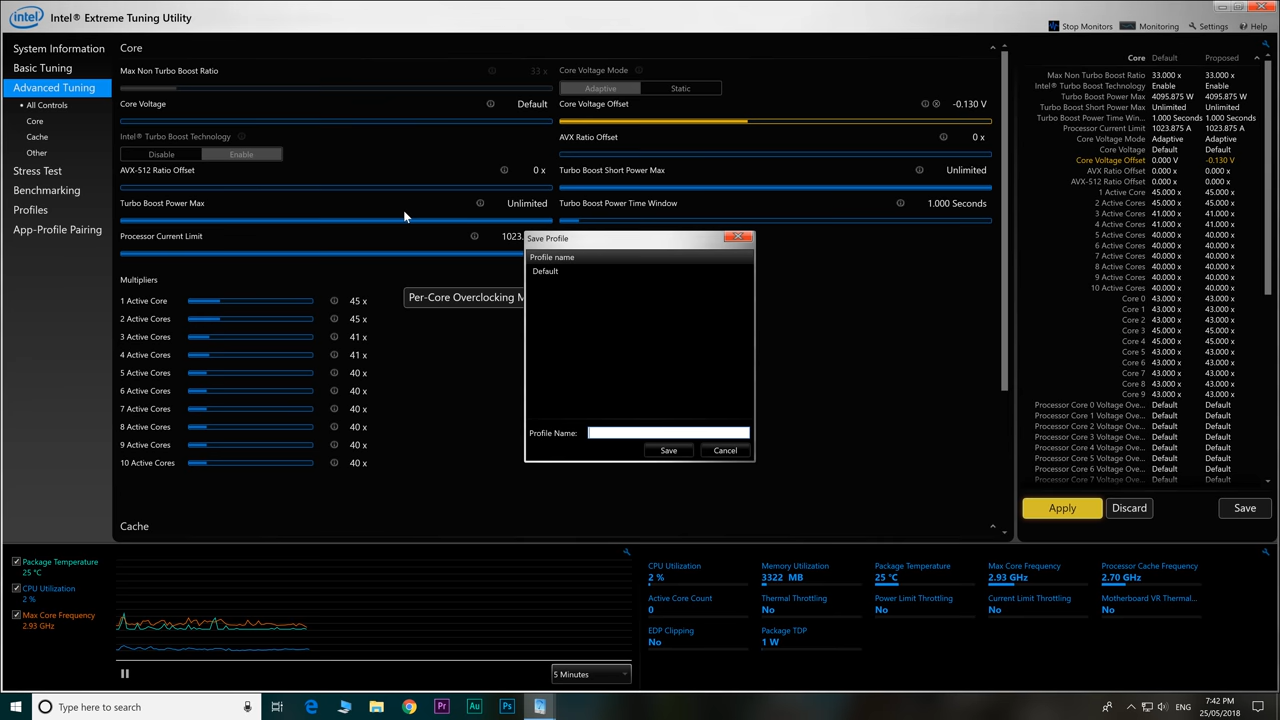 intel
Intel® Extreme Tuning Utility
Stop Monitors
Monitoring
Settings
Help
System Information
Basic Tuning
Advanced Tuning
All Controls
Core
Cache
Other
Stress Test
Benchmarking
Profiles
App-Profile Pairing
Core
Max Non Turbo Boost Ratio 33 x
Core Voltage Mode
Adaptive Static
Core Voltage Default
Core Voltage Offset -0.130 V
Intel® Turbo Boost Technology
Disable Enable
AVX Ratio Offset 0 x
AVX-512 Ratio Offset 0 x
Turbo Boost Short Power Max Unlimited
Turbo Boost Power Max Unlimited
Turbo Boost Power Time Window 1.000 Seconds
Processor Current Limit 1023.
Multipliers
Per-Core Overclocking M
1 Active Core 45 x
2 Active Cores 45 x
3 Active Cores 41 x
4 Active Cores 41 x
5 Active Cores 40 x
6 Active Cores 40 x
7 Active Cores 40 x
8 Active Cores 40 x
9 Active Cores 40 x
10 Active Cores 40 x
Cache
Save Profile
Profile name
Default
Profile Name:
Save Cancel
Core Default Proposed
Max Non Turbo Boost Ratio 33.000 x 33.000 x
Intel® Turbo Boost Technology Enable Enable
Turbo Boost Power Max 4095.875 W 4095.875 W
Turbo Boost Short Power Max Unlimited Unlimited
Turbo Boost Power Time Win... 1.000 Seconds 1.000 Seconds
Processor Current Limit 1023.875 A 1023.875 A
Core Voltage Mode Adaptive Adaptive
Core Voltage Default Default
Core Voltage Offset 0.000 V -0.130 V
AVX Ratio Offset 0.000 x 0.000 x
AVX-512 Ratio Offset 0.000 x 0.000 x
1 Active Core 45.000 x 45.000 x
2 Active Cores 45.000 x 45.000 x
3 Active Cores 41.000 x 41.000 x
4 Active Cores 41.000 x 41.000 x
5 Active Cores 40.000 x 40.000 x
6 Active Cores 40.000 x 40.000 x
7 Active Cores 40.000 x 40.000 x
8 Active Cores 40.000 x 40.000 x
9 Active Cores 40.000 x 40.000 x
10 Active Cores 40.000 x 40.000 x
Core 0 43.000 x 43.000 x
Core 1 43.000 x 43.000 x
Core 2 43.000 x 43.000 x
Core 3 45.000 x 45.000 x
Core 4 45.000 x 45.000 x
Core 5 43.000 x 43.000 x
Core 6 43.000 x 43.000 x
Core 7 43.000 x 43.000 x
Core 8 43.000 x 43.000 x
Core 9 43.000 x 43.000 x
Processor Core 0 Voltage Ove... Default Default
Processor Core 1 Voltage Ove... Default Default
Processor Core 2 Voltage Ove... Default Default
Processor Core 3 Voltage Ove... Default Default
Processor Core 4 Voltage Ove... Default Default
Processor Core 5 Voltage Ove... Default Default
Processor Core 6 Voltage Ove... Default Default
Processor Core 7 Voltage Ove... Default Default
Apply Discard Save
Package Temperature
25 °C
CPU Utilization
2 %
Max Core Frequency
2.93 GHz
5 Minutes
CPU Utilization
2 %
Memory Utilization
3322 MB
Package Temperature
25 °C
Max Core Frequency
2.93 GHz
Processor Cache Frequency
2.70 GHz
Active Core Count
0
Thermal Throttling
No
Power Limit Throttling
No
Current Limit Throttling
No
Motherboard VR Thermal...
No
EDP Clipping
No
Package TDP
1 W
Type here to search
Pr
Au
Ps
ENG
7:42 PM
25/05/2018